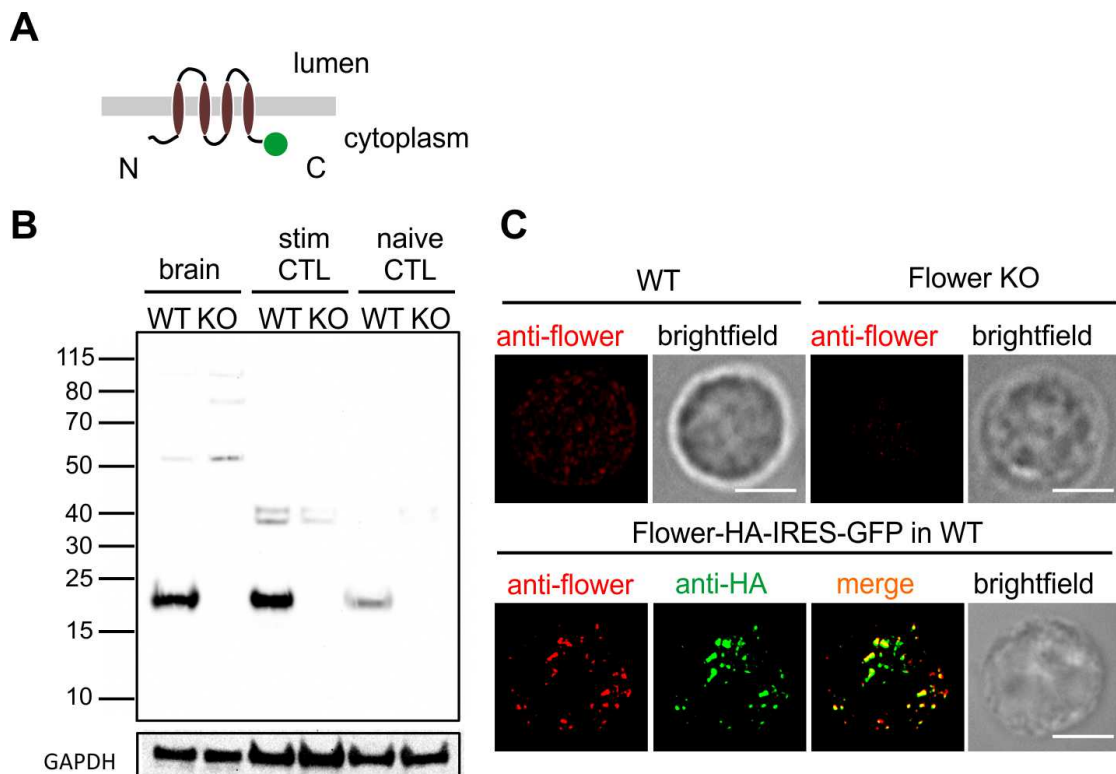 A
lumen
cytoplasm
N
C
B
brain
stim
CTL
naive
CTL
WT KO
WT KO
WT KO
115
80
70
50
40
30
25
15
10
GAPDH
C
WT
Flower KO
anti-flower
brightfield
anti-flower
brightfield
Flower-HA-IRES-GFP in WT
anti-flower
anti-HA
merge
brightfield